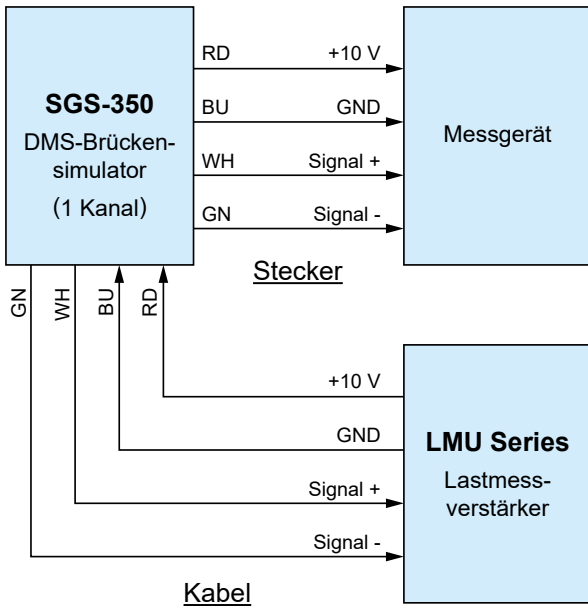 SGS-350
DMS-Brücken-
simulator
(1 Kanal)
RD +10 V
BU GND
WH Signal +
GN Signal -
Messgerät
Stecker
GN
WH
BU
RD
+10 V
GND
Signal +
Signal -
LMU Series
Lastmess-
verstärker
Kabel